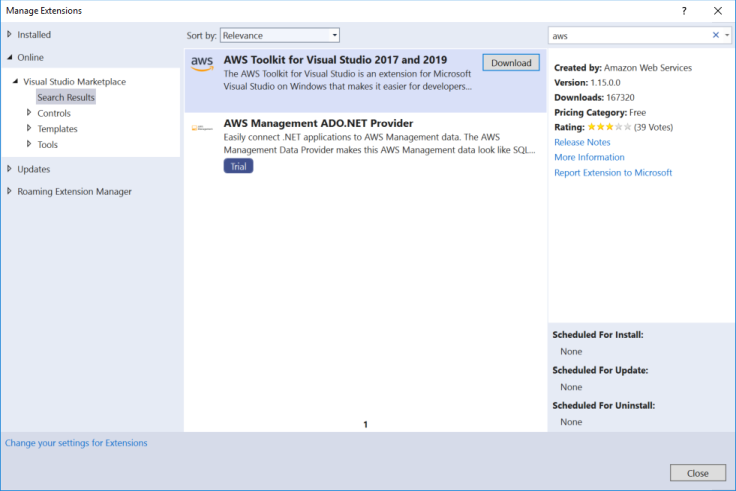 Manage Extensions
? 
Installed
Online
Visual Studio Marketplace
Search Results
Controls
Templates
Tools
Updates
Roaming Extension Manager
Sort by: Relevance
aws
AWS Toolkit for Visual Studio 2017 and 2019
The AWS Toolkit for Visual Studio is an extension for Microsoft
Visual Studio on Windows that makes it easier for developers...
Download
AWS Management ADO.NET Provider
Easily connect .NET applications to AWS Management data. The AWS
Management Data Provider makes this AWS Management data look like SQL...
Trial
1
aws
Created by: Amazon Web Services
Version: 1.15.0.0
Downloads: 167320
Pricing Category: Free
Rating: (39 Votes)
Release Notes
More Information
Report Extension to Microsoft
Scheduled For Install:
None
Scheduled For Update:
None
Scheduled For Uninstall:
None
Change your settings for Extensions
Close